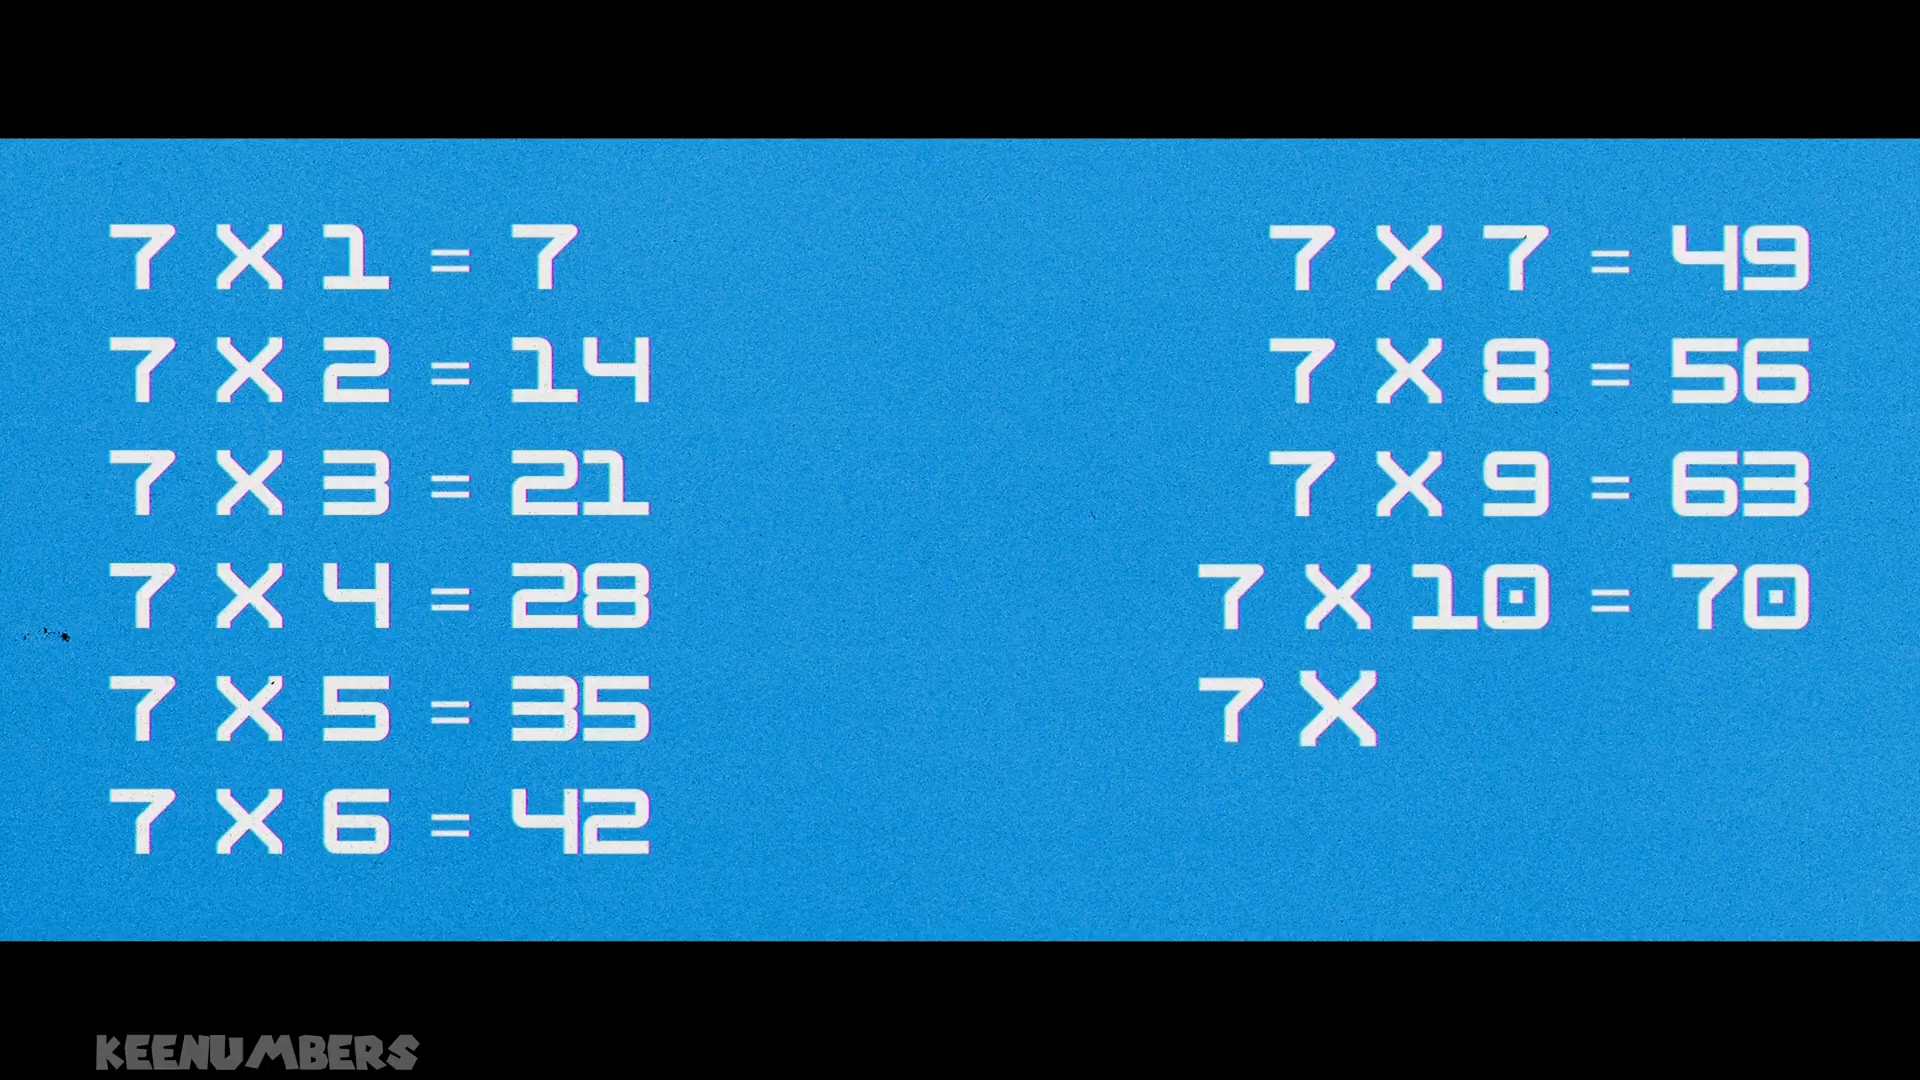 7 X 1 = 7
7 X 2 = 14
7 X 3 = 21
7 X 4 = 28
7 X 5 = 35
7 X 6 = 42
7 X 7 = 49
7 X 8 = 56
7 X 9 = 63
7 X 10 = 70
7 X
KEENUMBERS